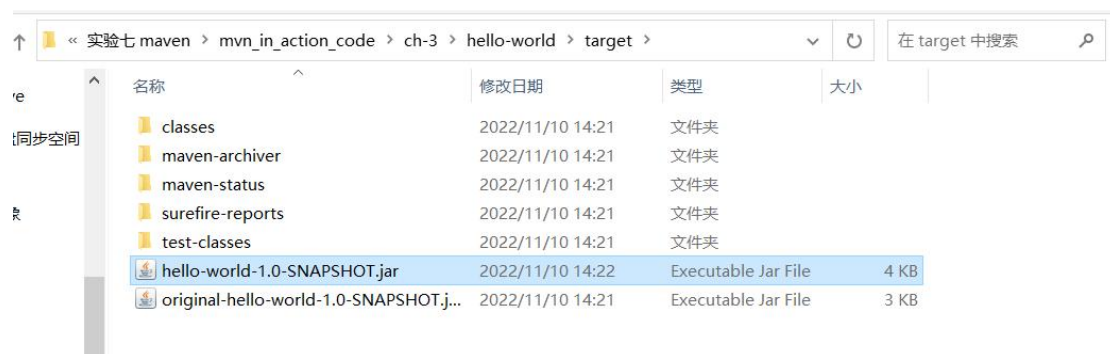 « 实验七 maven > mvn_in_action_code > ch-3 > hello-world > target > 在 target 中搜索
名称 修改日期 类型 大小
classes 2022/11/10 14:21 文件夹
同步空间
maven-archiver 2022/11/10 14:21 文件夹
maven-status 2022/11/10 14:21 文件夹
surefire-reports 2022/11/10 14:21 文件夹
test-classes 2022/11/10 14:21 文件夹
hello-world-1.0-SNAPSHOT.jar 2022/11/10 14:22 Executable Jar File 4 KB
original-hello-world-1.0-SNAPSHOT.j... 2022/11/10 14:21 Executable Jar File 3 KB